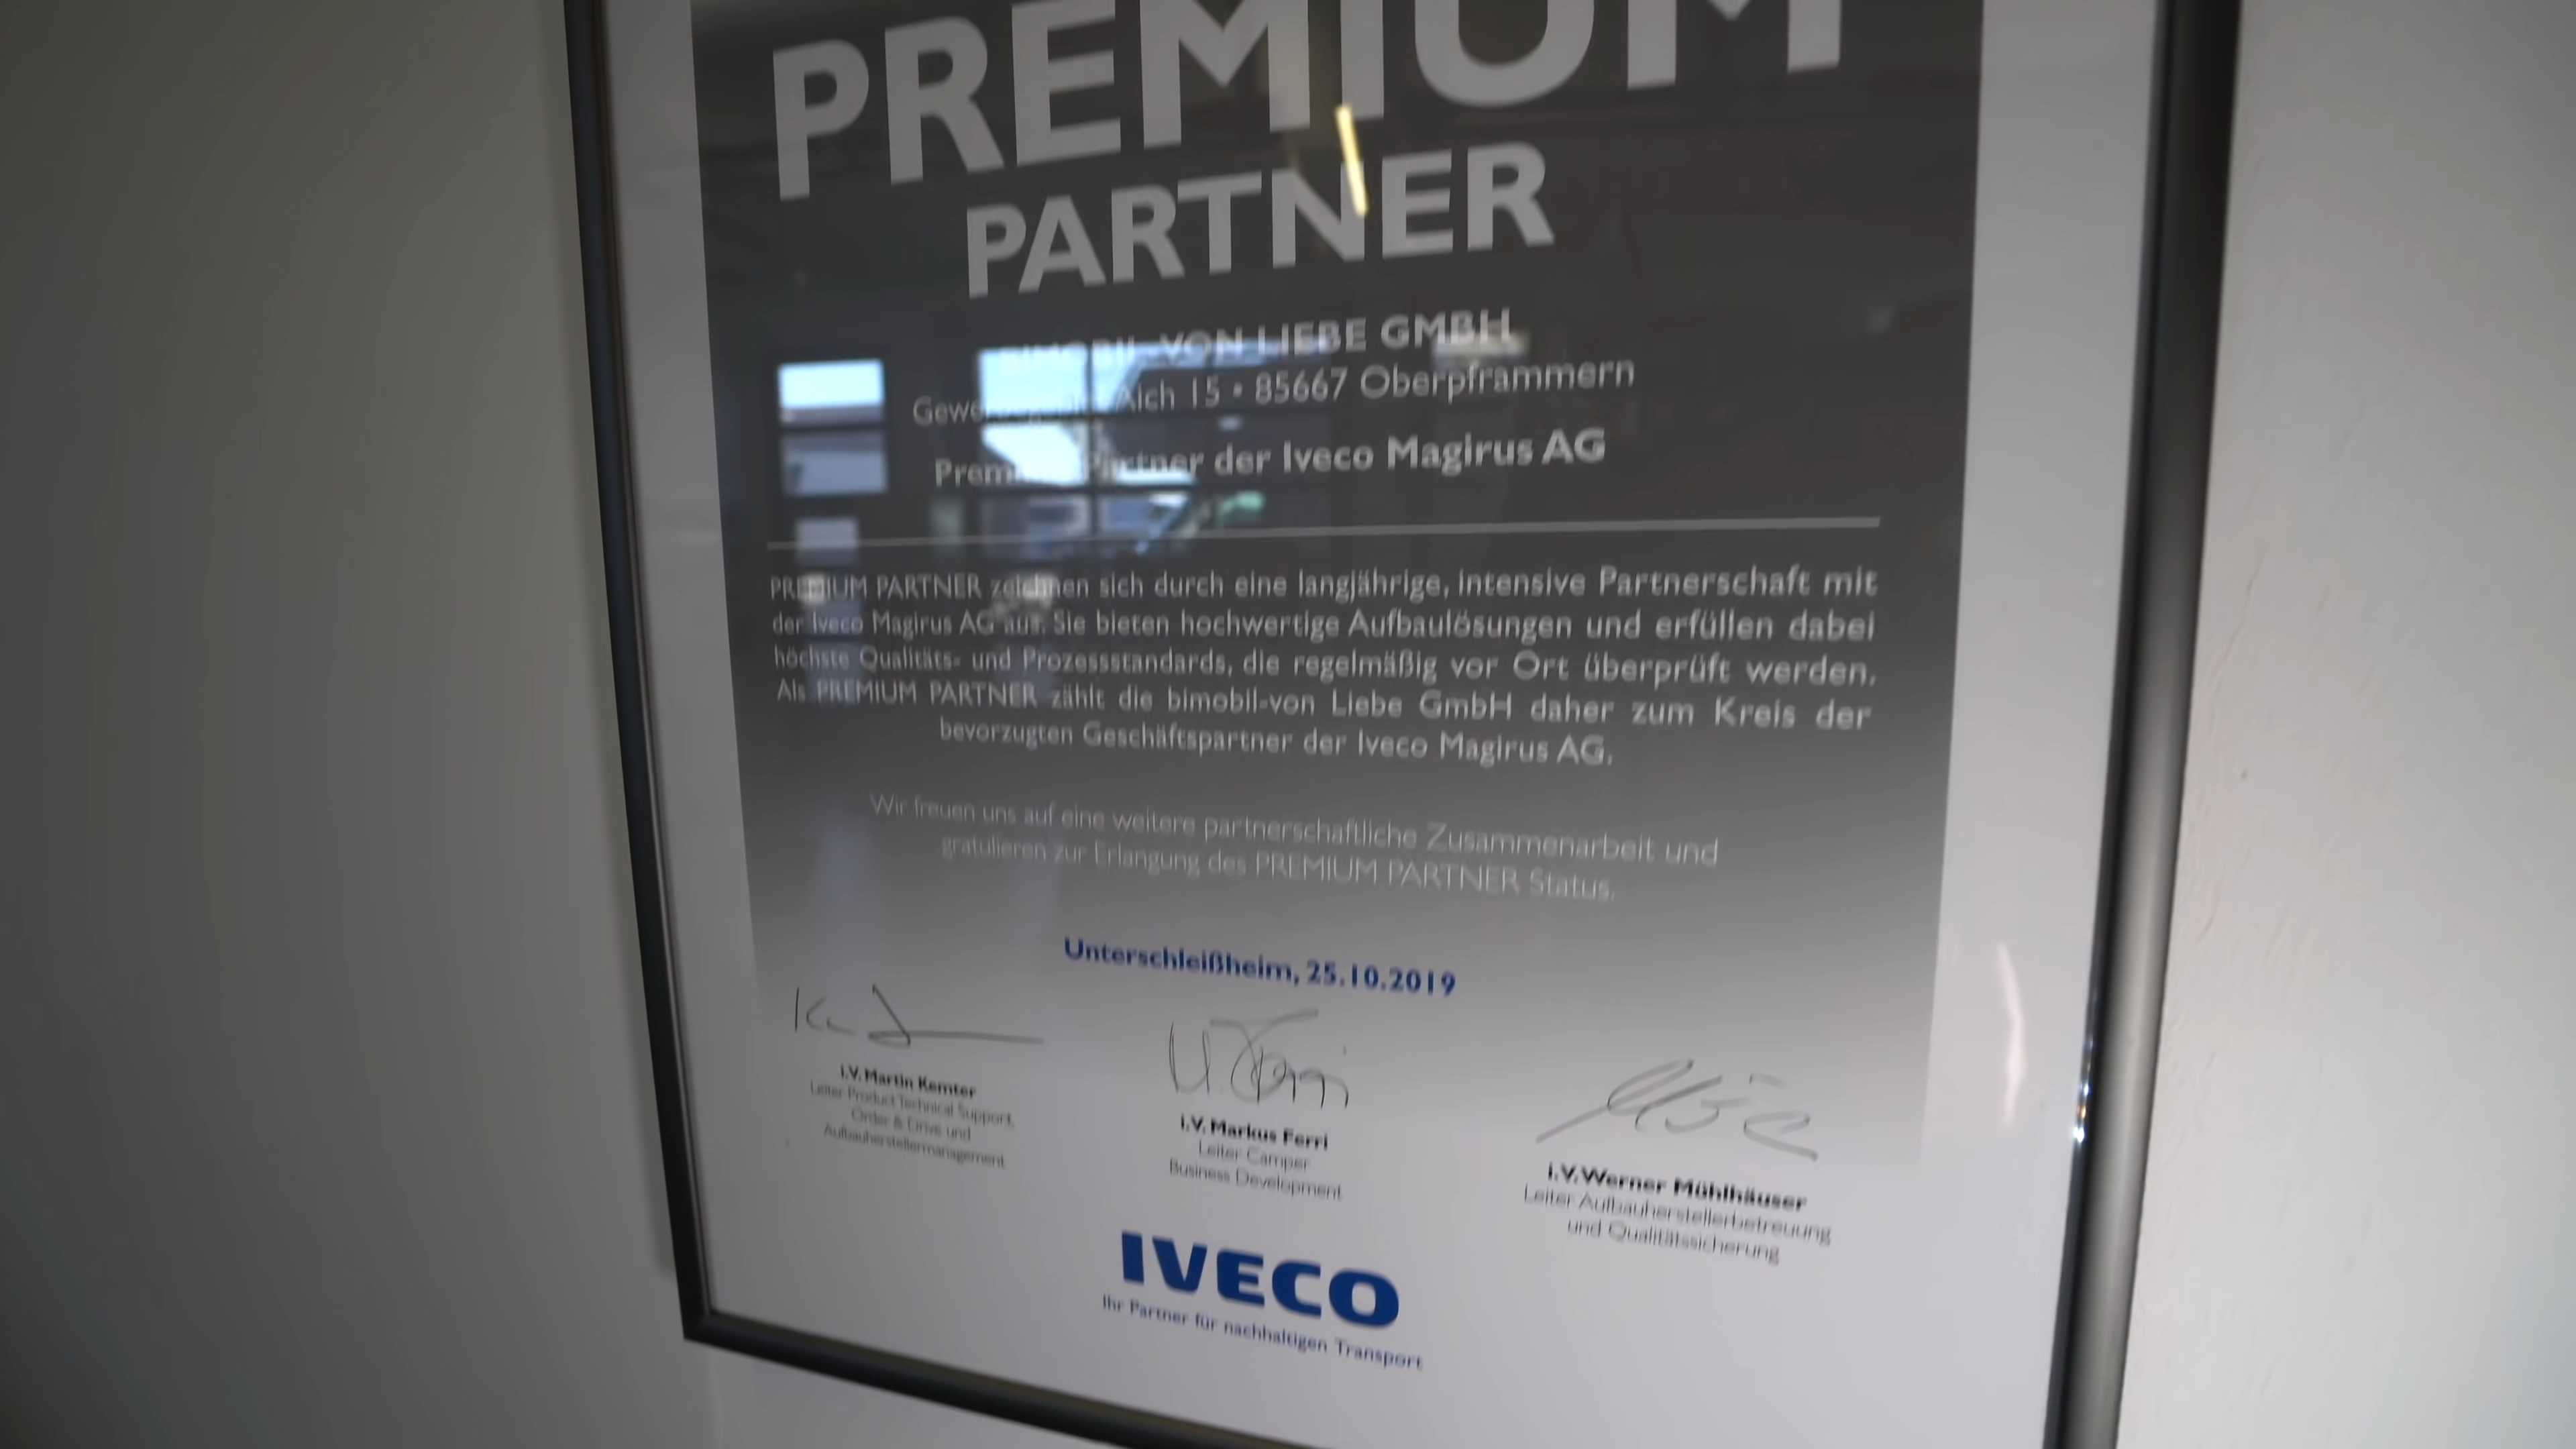 PREMIUM
PARTNER
BIMOBIL-VON LIEBE GMBH
Aich 15 • 85667 Oberpframmern
Premium Partner der Iveco Magirus AG
PREMIUM PARTNER zeichnen sich durch eine langjährige, intensive Partnerschaft mit
der Iveco Magirus AG aus. Sie bieten hochwertige Aufbaulösungen und erfüllen dabei
höchste Qualitäts- und Prozessstandards, die regelmäßig vor Ort überprüft werden.
Als PREMIUM PARTNER zählt die bimobil-von Liebe GmbH daher zum Kreis der
bevorzugten Geschäftspartner der Iveco Magirus AG.
Wir freuen uns auf eine weitere partnerschaftliche Zusammenarbeit und
gratulieren zur Erlangung des PREMIUM PARTNER Status.
Unterschleißheim, 25.10.2019
i.V. Martin Kemter
Leiter Product Technical Support,
Order & Drive und
Aufbauherstellermanagement
i.V. Markus Ferri
Leiter Camper
Business Development
i.V. Werner Mühlhäuser
Leiter Aufbauherstellerbetreuung
und Qualitätssicherung
IVECO
Ihr Partner für nachhaltigen Transport